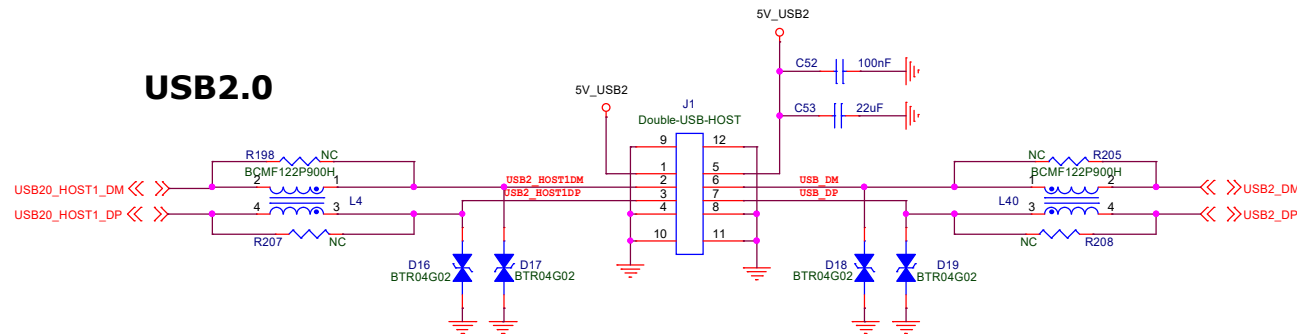 5V_USB2
C52 100nF
USB2.0
5V_USB2
J1
C53 22uF
Double-USB-HOST
9 12
R198 NC
NC R205
BCMF122P900H
BCMF122P900H
1 5
USB20_HOST1_DM
2 1
USB2_HOST1DM
2 6
USB_DM
1 2
USB2_DM
USB2_HOST1DP
3 7
USB_DP
USB20_HOST1_DP
4 3
L4
4 8
L40
3 4
USB2_DP
R207 NC
10 11
NC R208
D16
D17
D18
D19
BTR04G02
BTR04G02
BTR04G02
BTR04G02